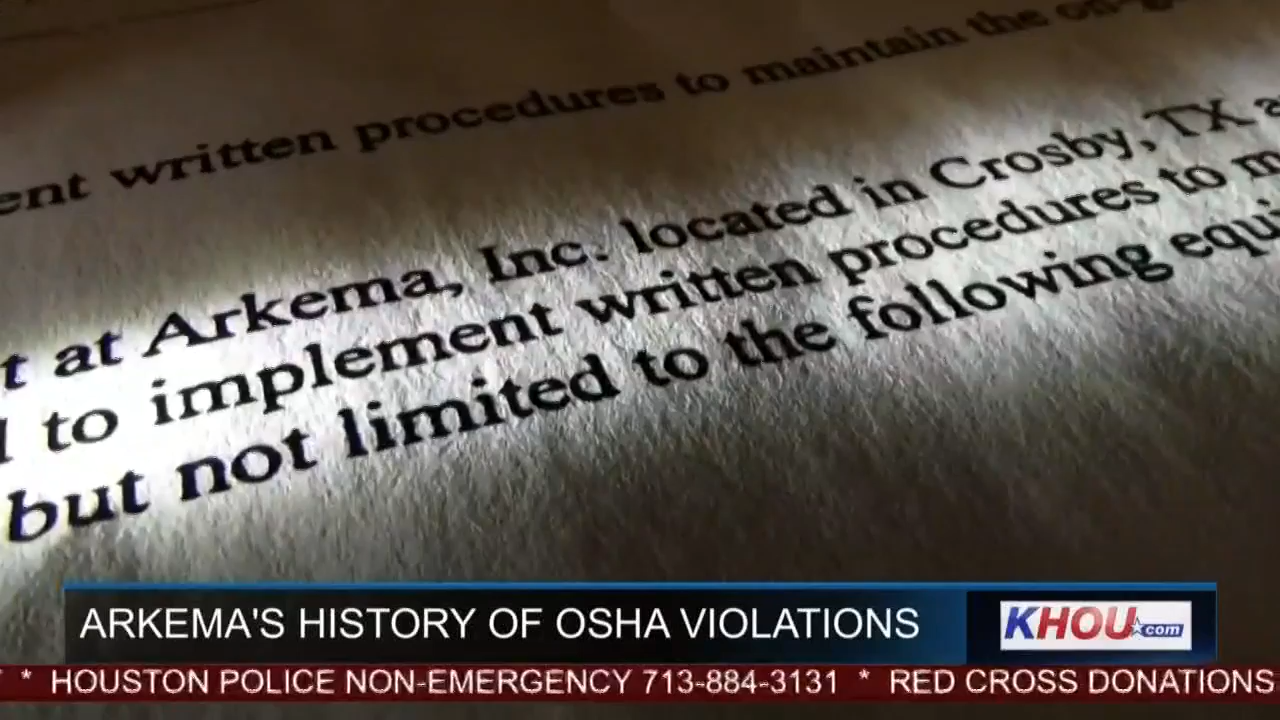 ent written procedures to maintain the on-g
t at Arkema, Inc. located in Crosby, TX a
l to implement written procedures to m
but not limited to the following equi
ARKEMA'S HISTORY OF OSHA VIOLATIONS
KHOU.com
* HOUSTON POLICE NON-EMERGENCY 713-884-3131 * RED CROSS DONATIONS